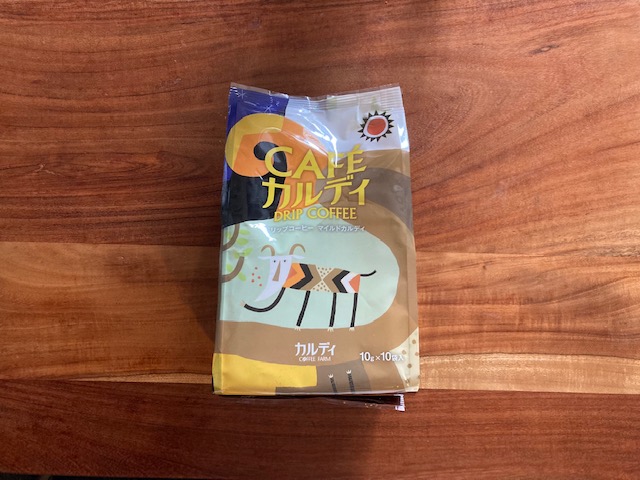 CAFÉ
カルディ
DRIP COFFEE
ドリップコーヒー マイルドカルディ
カルディ
COFFEE FARM
10g×10袋入